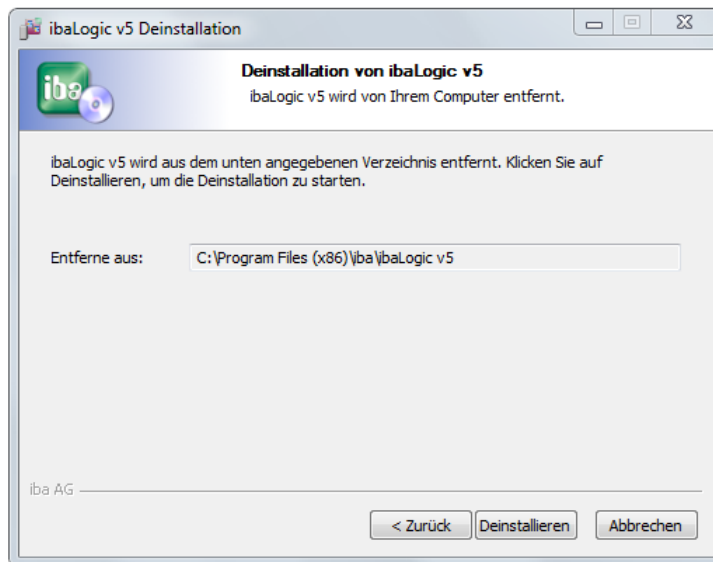 ibaLogic v5 Deinstallation
iba
Deinstallation von ibaLogic v5
ibaLogic v5 wird von Ihrem Computer entfernt.
ibaLogic v5 wird aus dem unten angegebenen Verzeichnis entfernt. Klicken Sie auf
Deinstallieren, um die Deinstallation zu starten.
Entferne aus:
C:\Program Files (x86)\iba\ibaLogic v5
iba AG
< Zurück
Deinstallieren
Abbrechen